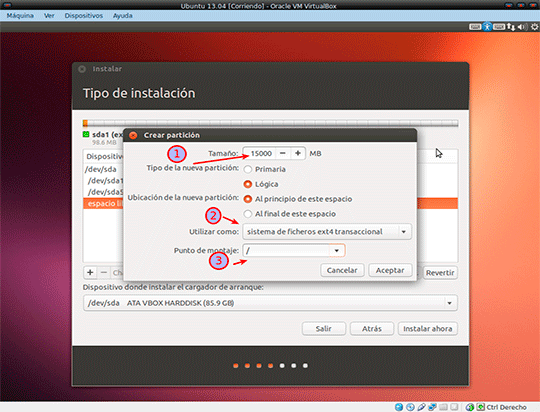 Ubuntu 13.04 [Corriendo] - Oracle VM VirtualBox
Máquina Ver Dispositivos Ayuda
Instalar
Tipo de instalación
sda1 (ex
98.6 MB
Crear partición
1
Tamaño: 15000 − + MB
Tipo de la nueva partición: Primaria
Lógica
Ubicación de la nueva partición: Al principio de este espacio
2
Al final de este espacio
Utilizar como: sistema de ficheros ext4 transaccional
Punto de montaje: /
3
Cancelar Aceptar
Dispositi
/dev/sda
/dev/sda1
/dev/sda5
espacio lib
+ − Revertir
Dispositivo donde instalar el cargador de arranque:
/dev/sda ATA VBOX HARDDISK (85.9 GB)
Salir Atrás Instalar ahora
Ctrl Derecho